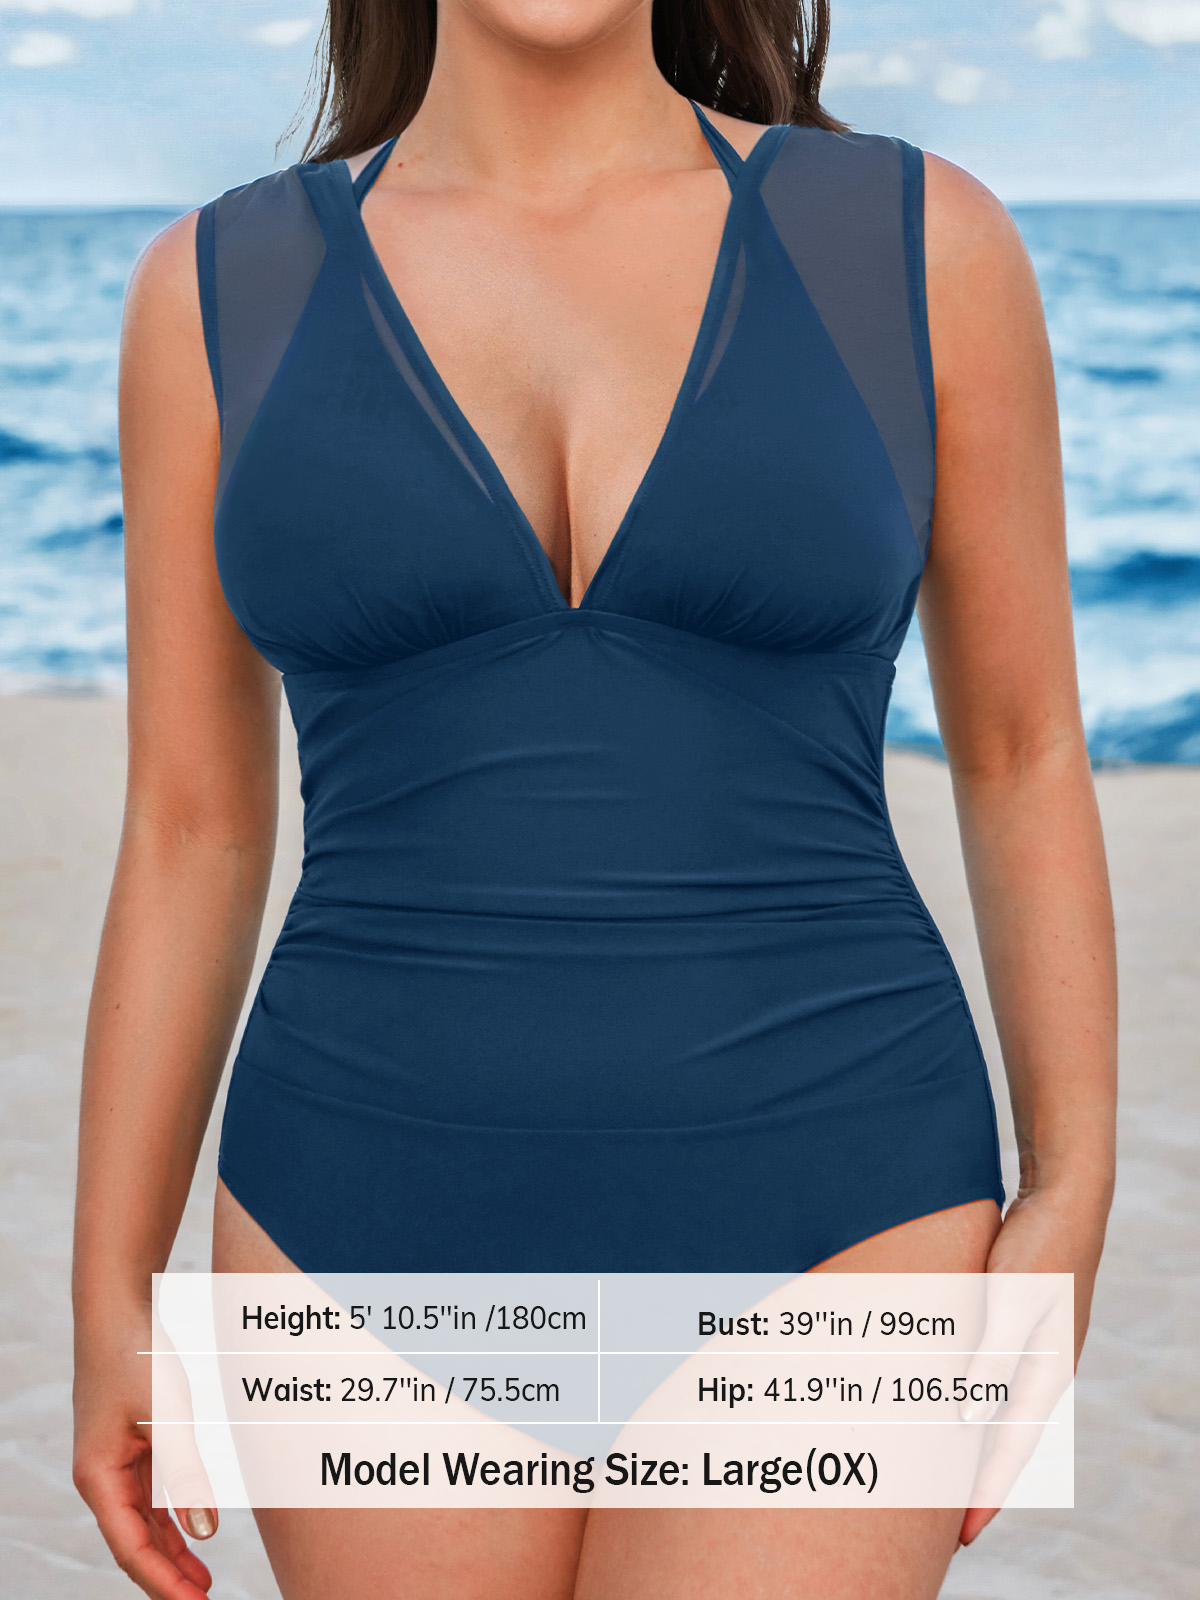 Height: 5' 10.5"in /180cm
Bust: 39"in / 99cm
Waist: 29.7"in / 75.5cm
Hip: 41.9"in / 106.5cm
Model Wearing Size: Large(0X)